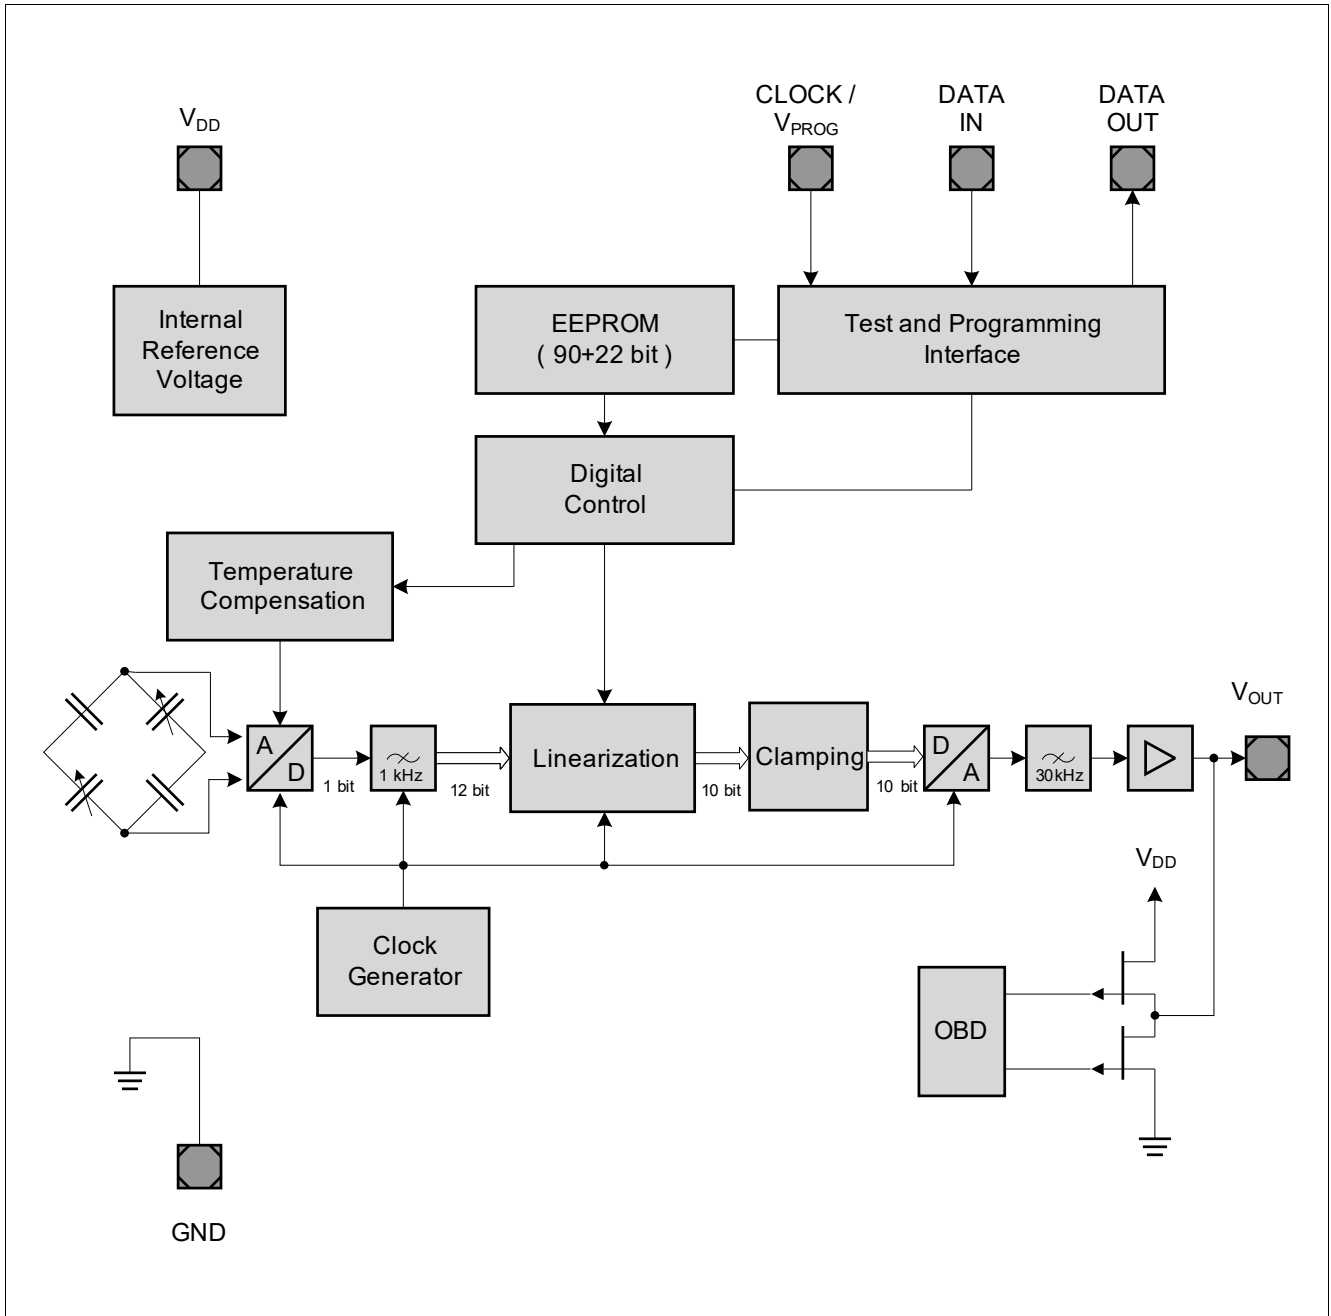 CLOCK /
VPROG
DATA
IN
DATA
OUT
VDD
Internal
Reference
Voltage
EEPROM
( 90+22 bit )
Test and Programming
Interface
Digital
Control
Temperature
Compensation
A
D
1 bit
1 kHz
12 bit
Linearization
10 bit
Clamping
10 bit
D
A
30kHz
VOUT
VDD
Clock
Generator
OBD
GND